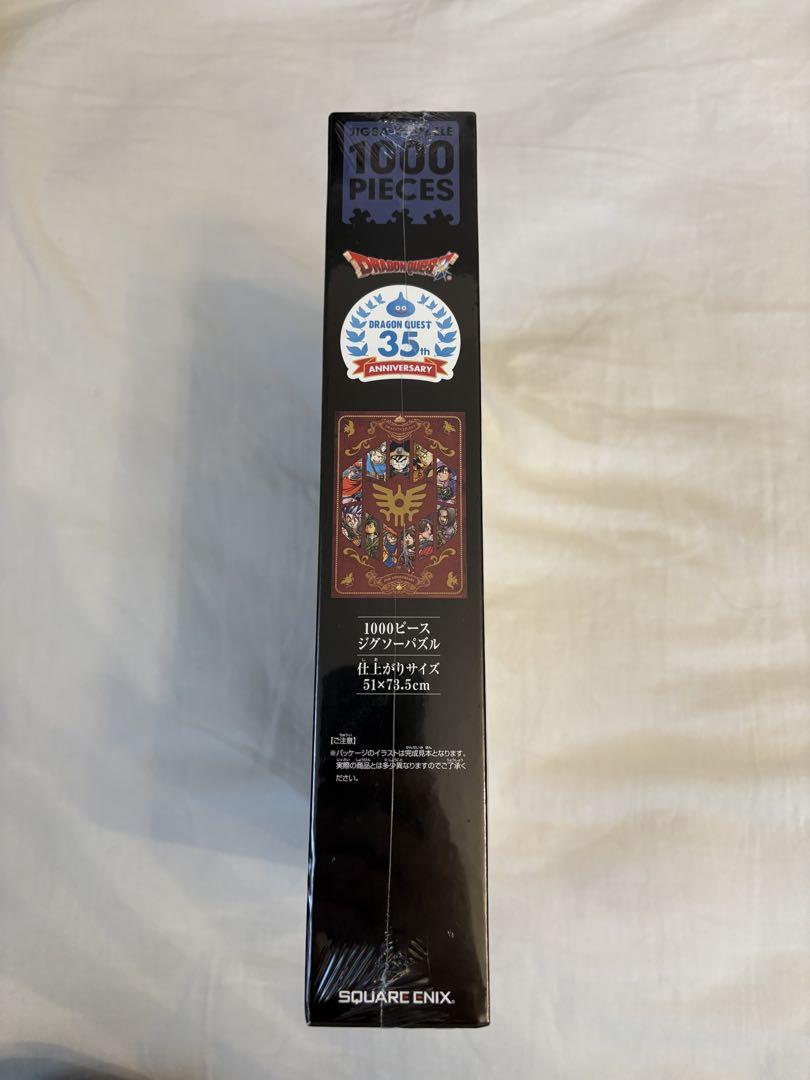 JIGSAW PUZZLE
1000
PIECES
DRAGON QUEST
DRAGON QUEST
35th
ANNIVERSARY
35th ANNIVERSARY
1000ピース
ジグソーパズル
仕上がりサイズ
51×73.5cm
【ご注意】
※パッケージのイラストは完成見本となります。
実際の商品とは多少異なりますのでご了承く
ださい。
SQUARE ENIX